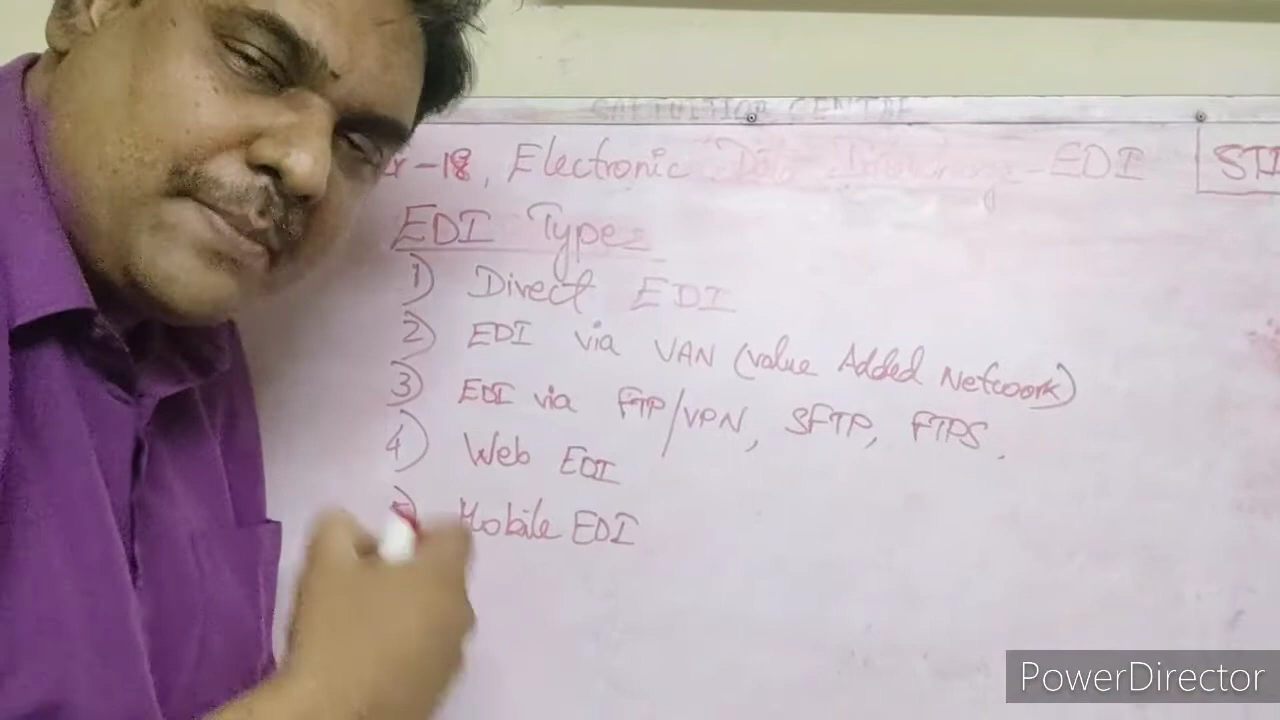 CENTRE
-18, Electronic Data Interchange - EDI
EDI Types
1) Direct EDI
2) EDI via VAN (Value Added Network)
3) EDI via FTP/VPN, SFTP, FTPS.
4) Web EDI
5) Mobile EDI
PowerDirector